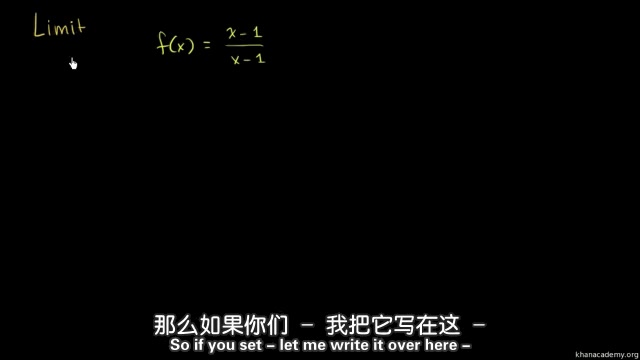 Limit
f(x) = \frac{x-1}{x-1}
那么如果你们 - 我把它写在这 -
So if you set – let me write it over here –
khanacademy.org